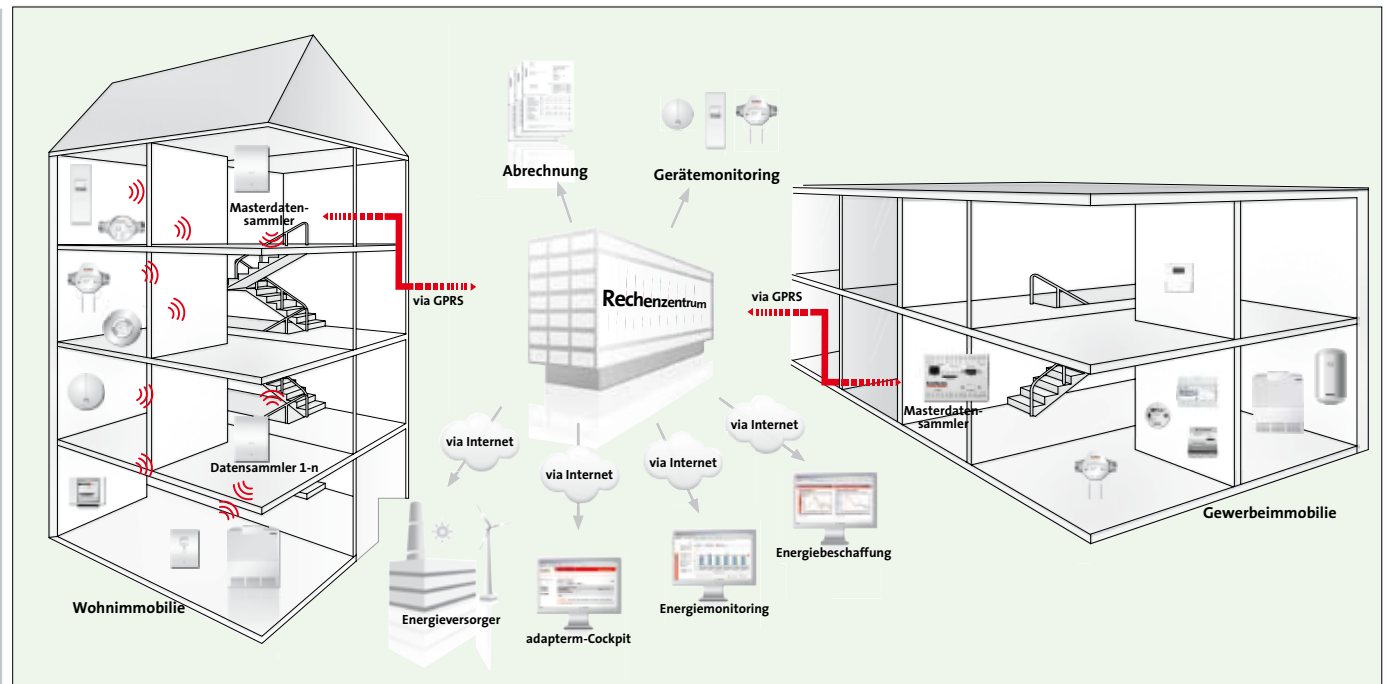 Abrechnung
Gerätemonitoring
Masterdaten-
sammler
via GPRS
Rechenzentrum
via GPRS
Masterdaten-
sammler
Datensammler 1-n
via Internet
via Internet
via Internet
via Internet
Gewerbeimmobilie
Energiebeschaffung
Wohnimmobilie
Energieversorger
adapterm-Cockpit
Energiemonitoring